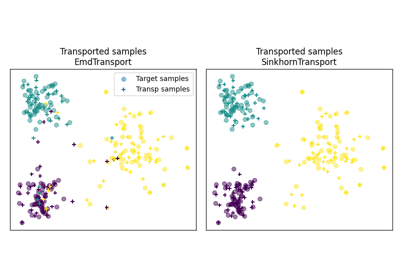 Transported samples
EmdTransport
Target samples
Transp samples
Transported samples
SinkhornTransport